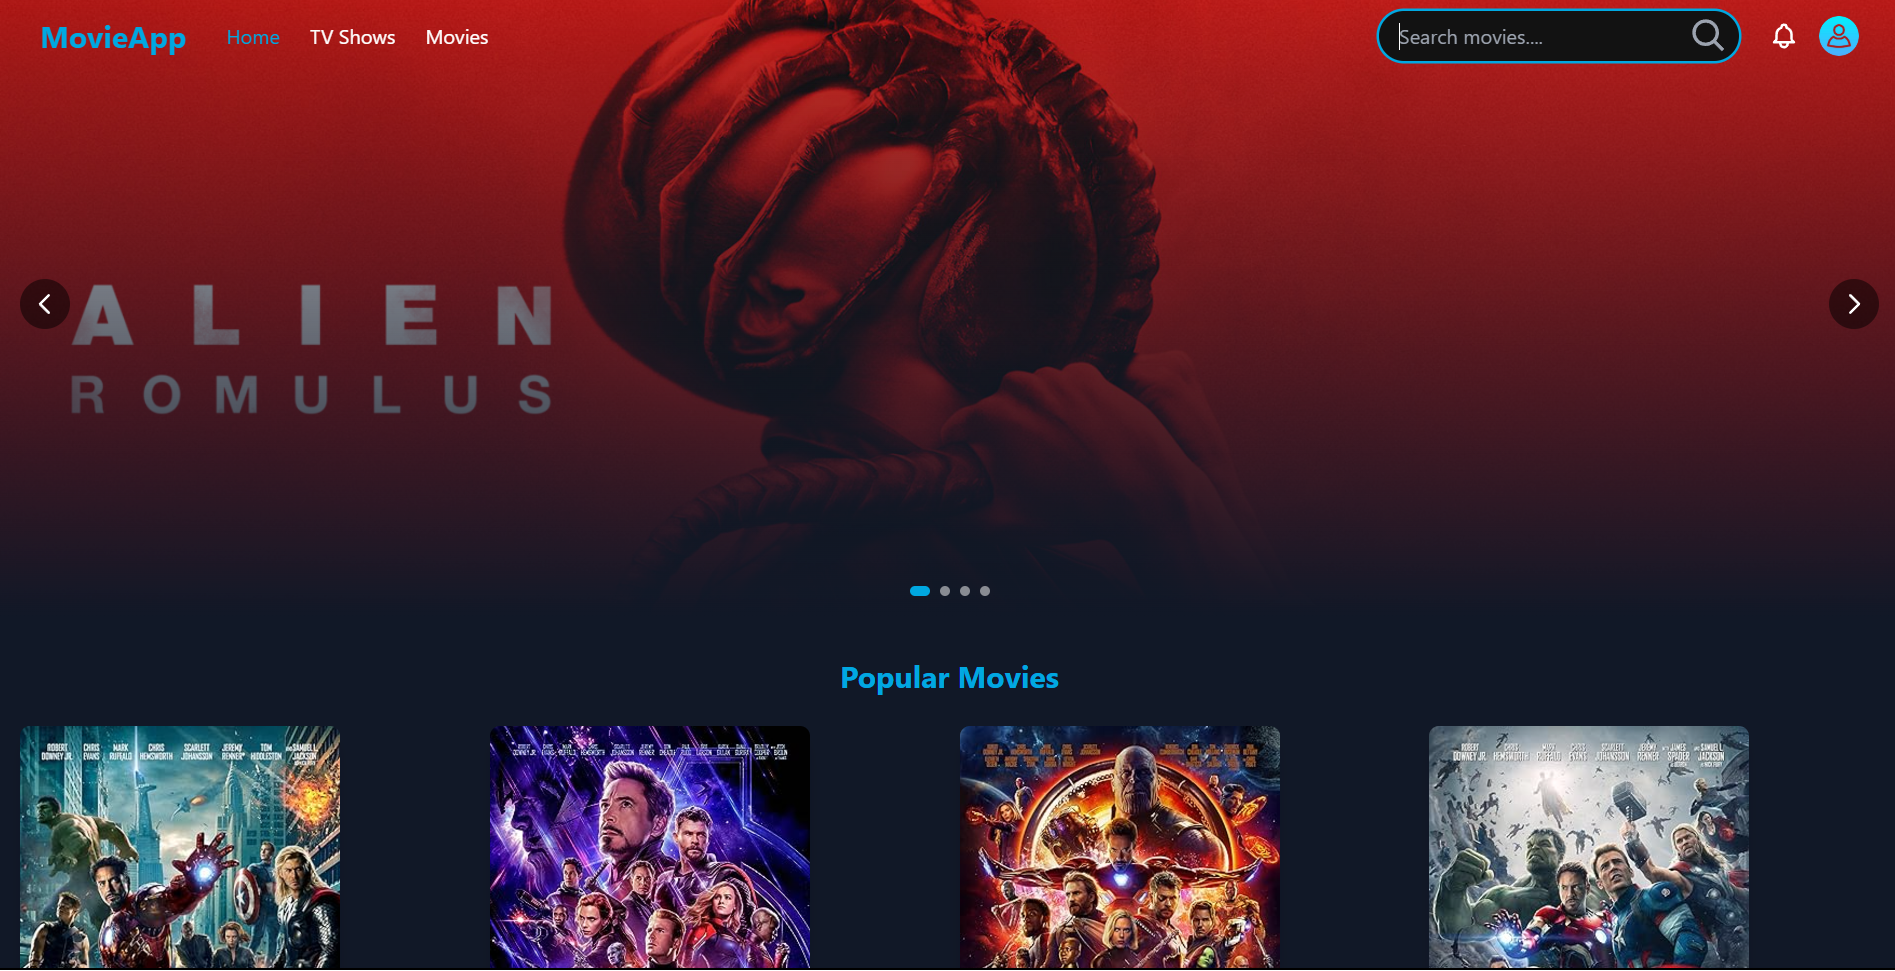 MovieApp
Home
TV Shows
Movies
Search movies....
ALIEN
ROMULUS
Popular Movies
ROBERT DOWNEY JR. CHRIS EVANS MARK RUFFALO CHRIS HEMSWORTH SCARLETT JOHANSSON JEREMY RENNER TOM HIDDLESTON AND SAMUEL L. JACKSON
ROBERT DOWNEY JR. CHRIS HEMSWORTH MARK RUFFALO CHRIS EVANS SCARLETT JOHANSSON JEREMY RENNER WITH JAMES SPADER AND SAMUEL L. JACKSON